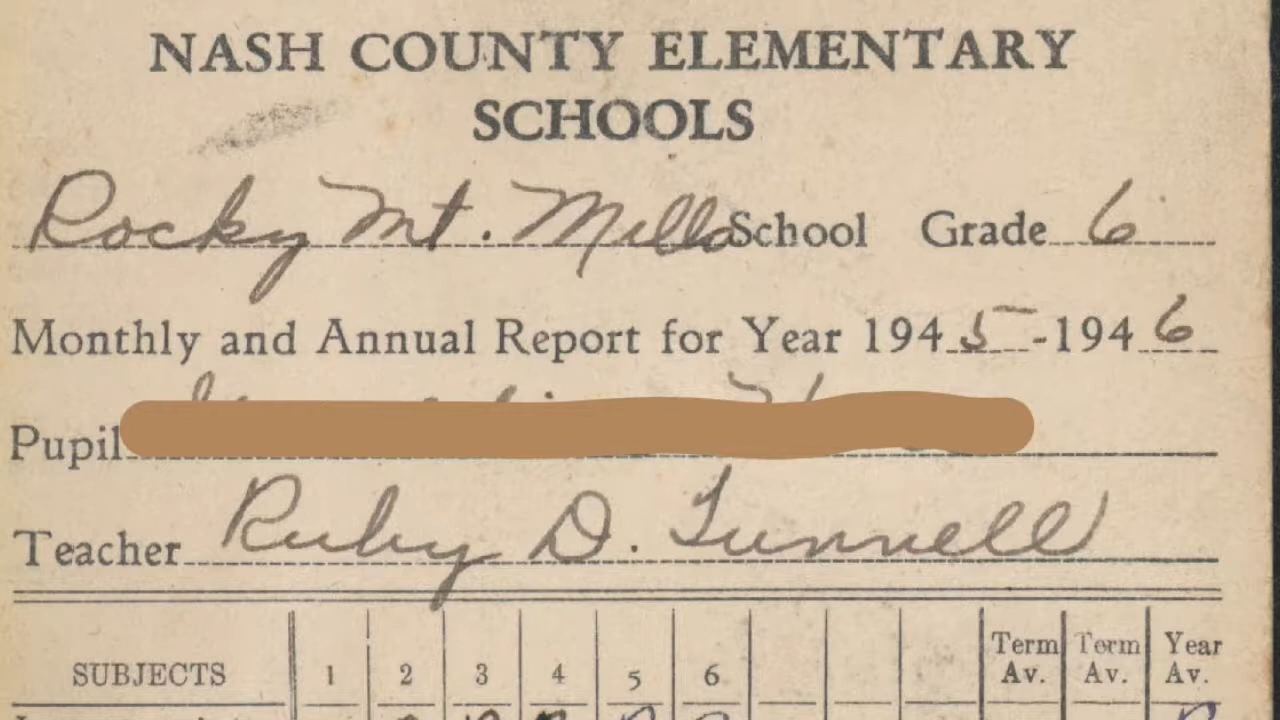 NASH COUNTY ELEMENTARY
SCHOOLS
Rocky Mt. Mills School Grade 6
Monthly and Annual Report for Year 1945-1946
Pupil
Teacher Ruby D. Tunnell
SUBJECTS 1 2 3 4 5 6 Term Av. Term Av. Year Av.